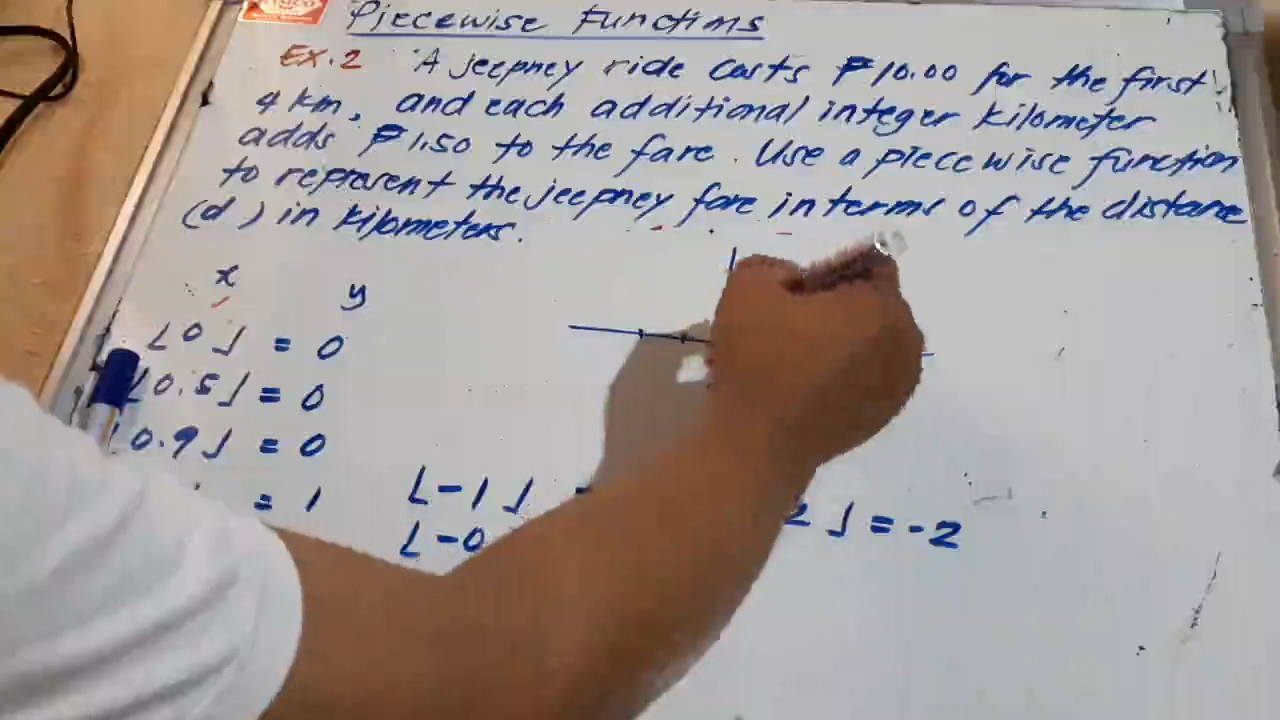 Piecewise Functions
EX.2 A jeepney ride costs ₱10.00 for the first
4 km, and each additional integer kilometer
adds ₱1.50 to the fare. Use a piecewise function
to represent the jeepney fare in terms of the distance
(d) in kilometers.
x y
⌊0⌋ = 0
⌊0.5⌋ = 0
⌊0.9⌋ = 0
= 1 ⌊-1⌋ 2⌋ = -2
⌊-0